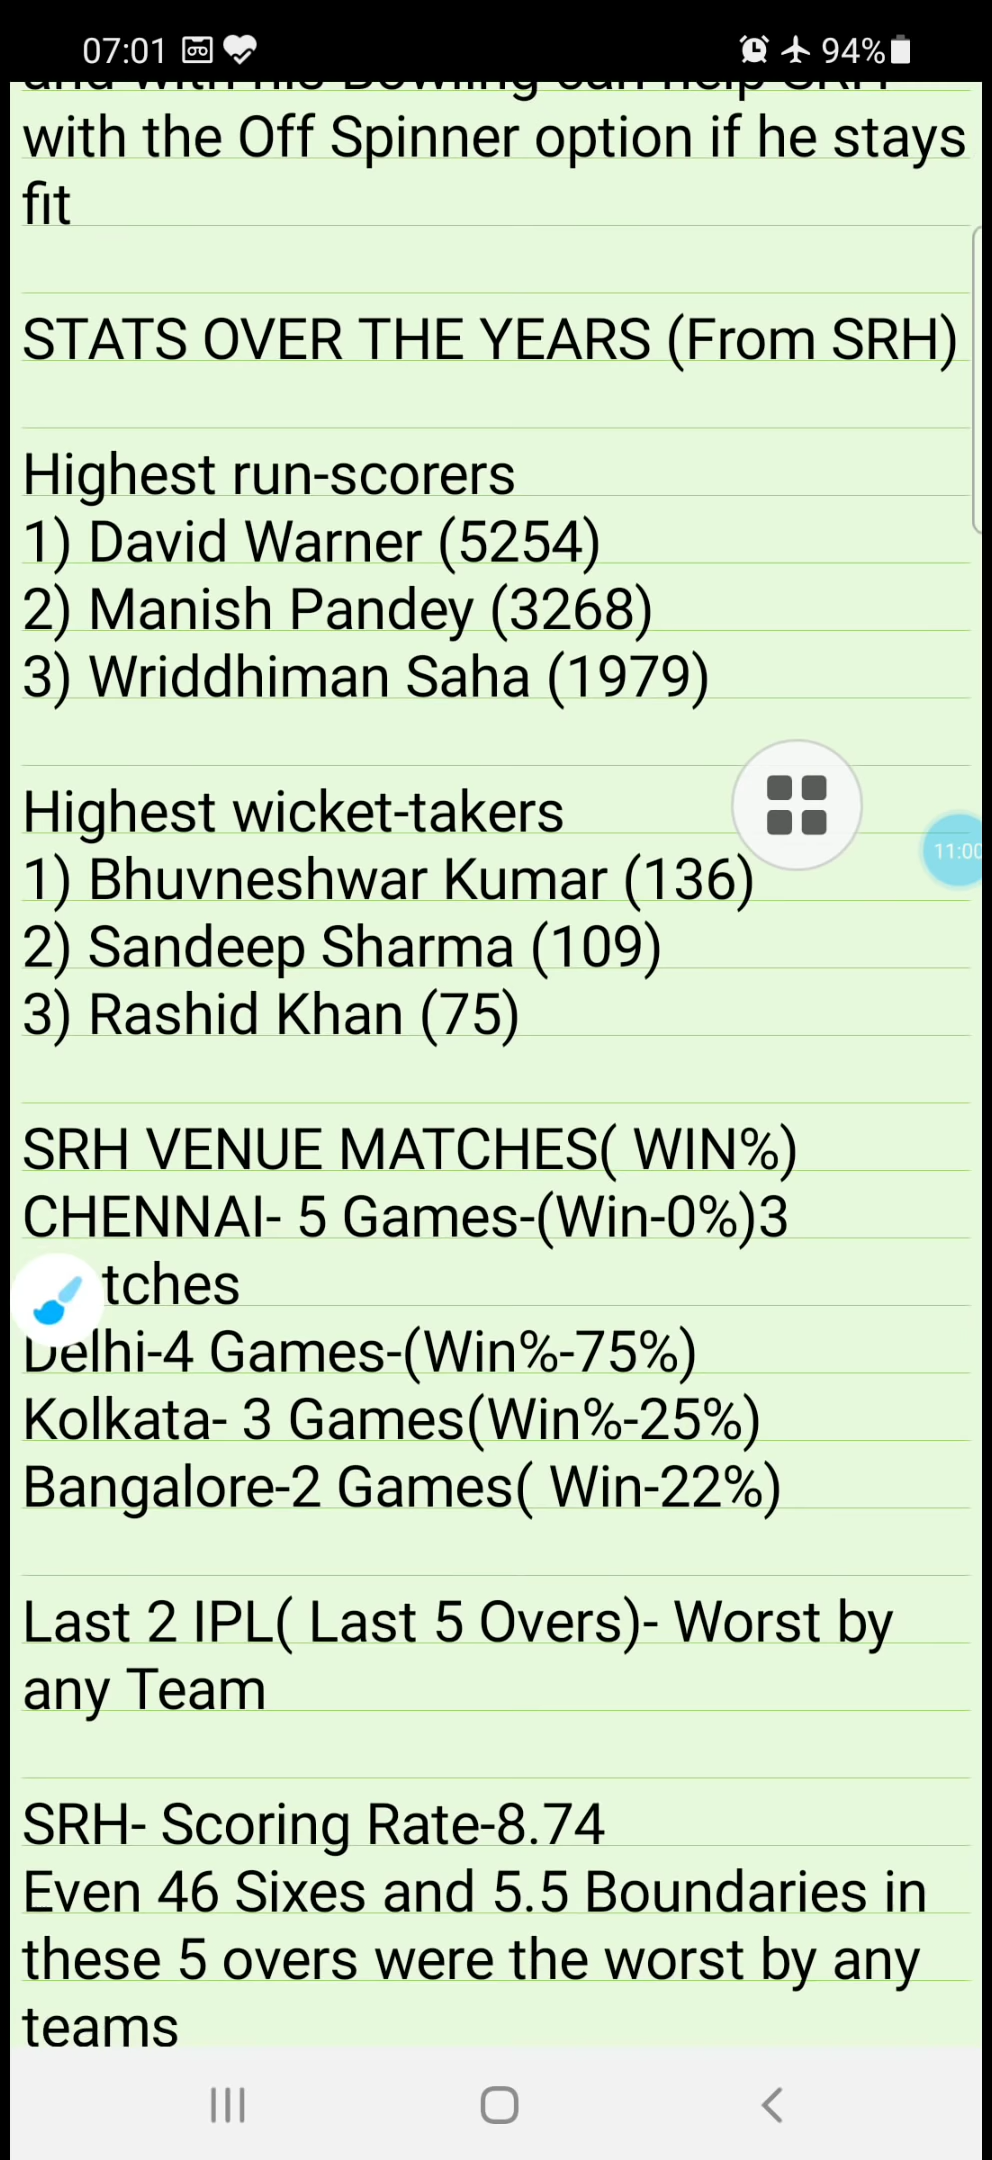 07:01
94%
with the Off Spinner option if he stays
fit
STATS OVER THE YEARS (From SRH)
Highest run-scorers
1) David Warner (5254)
2) Manish Pandey (3268)
3) Wriddhiman Saha (1979)
Highest wicket-takers
1) Bhuvneshwar Kumar (136)
11:00
2) Sandeep Sharma (109)
3) Rashid Khan (75)
SRH VENUE MATCHES( WIN%)
CHENNAI- 5 Games-(Win-0%)3
tches
Delhi-4 Games-(Win%-75%)
Kolkata- 3 Games(Win%-25%)
Bangalore-2 Games( Win-22%)
Last 2 IPL( Last 5 Overs)- Worst by
any Team
SRH- Scoring Rate-8.74
Even 46 Sixes and 5.5 Boundaries in
these 5 overs were the worst by any
teams